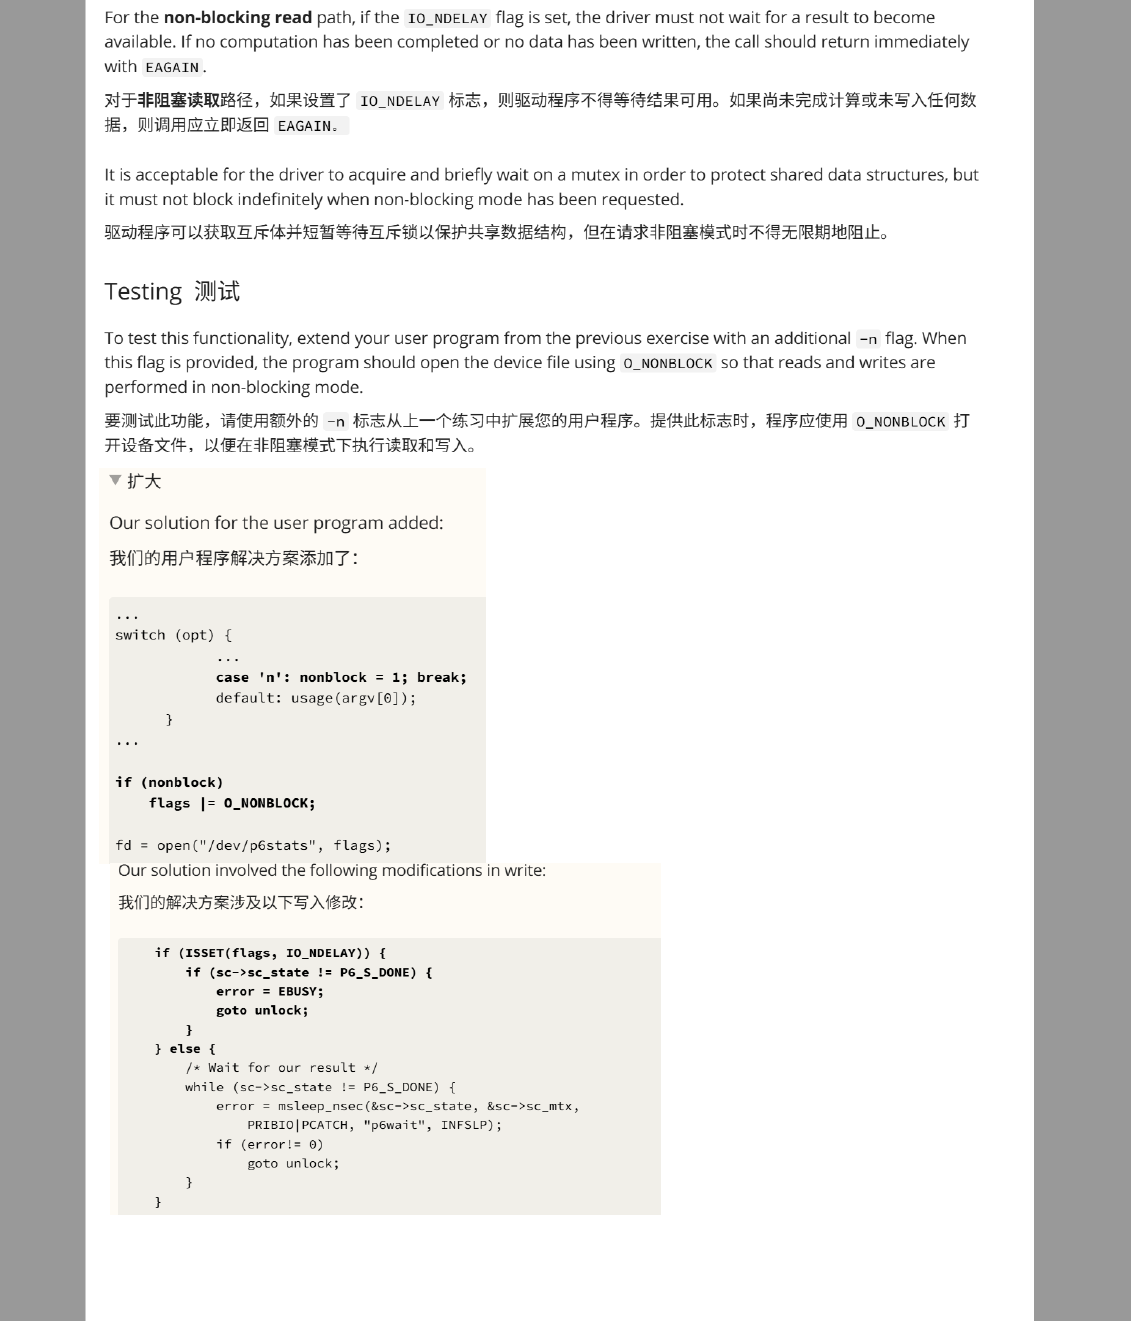 For the non-blocking read path, if the IO_NDELAY flag is set, the driver must not wait for a result to become
available. If no computation has been completed or no data has been written, the call should return immediately
with EAGAIN.
对于非阻塞读取路径，如果设置了 IO_NDELAY 标志，则驱动程序不得等待结果可用。如果尚未完成计算或未写入任何数
据，则调用应立即返回 EAGAIN。
It is acceptable for the driver to acquire and briefly wait on a mutex in order to protect shared data structures, but
it must not block indefinitely when non-blocking mode has been requested.
驱动程序可以获取互斥体并短暂等待互斥锁以保护共享数据结构，但在请求非阻塞模式时不得无限期地阻止。
Testing 测试
To test this functionality, extend your user program from the previous exercise with an additional -n flag. When
this flag is provided, the program should open the device file using O_NONBLOCK so that reads and writes are
performed in non-blocking mode.
要测试此功能，请使用额外的 -n 标志从上一个练习中扩展您的用户程序。提供此标志时，程序应使用 O_NONBLOCK 打
开设备文件，以便在非阻塞模式下执行读取和写入。
▼ 扩大
Our solution for the user program added:
我们的用户程序解决方案添加了：
...
switch (opt) {
...
case 'n': nonblock = 1; break;
default: usage(argv[0]);
}
...
if (nonblock)
flags |= O_NONBLOCK;
fd = open("/dev/p6stats", flags);
Our solution involved the following modifications in write:
我们的解决方案涉及以下写入修改：
if (ISSET(flags, IO_NDELAY)) {
if (sc->sc_state != P6_S_DONE) {
error = EBUSY;
goto unlock;
}
} else {
/* Wait for our result */
while (sc->sc_state != P6_S_DONE) {
error = msleep_nsec(&sc->sc_state, &sc->sc_mtx,
PRIBIO|PCATCH, "p6wait", INFSLP);
if (error!= 0)
goto unlock;
}
}